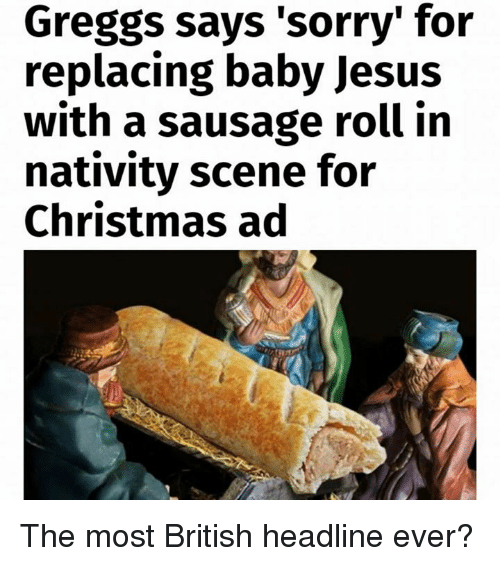 Greggs says 'sorry' for
replacing baby Jesus
with a sausage roll in
nativity scene for
Christmas ad
The most British headline ever?